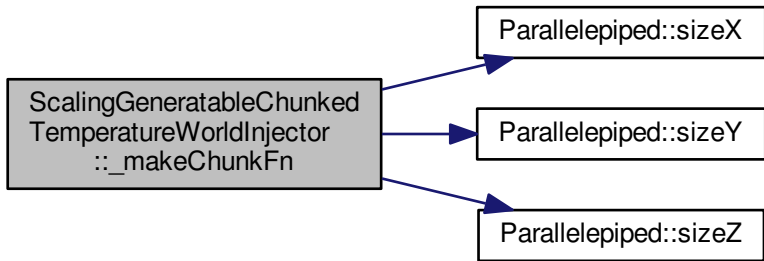 ScalingGeneratableChunked
TemperatureWorldInjector
::_makeChunkFn
Parallelepiped::sizeX
Parallelepiped::sizeY
Parallelepiped::sizeZ